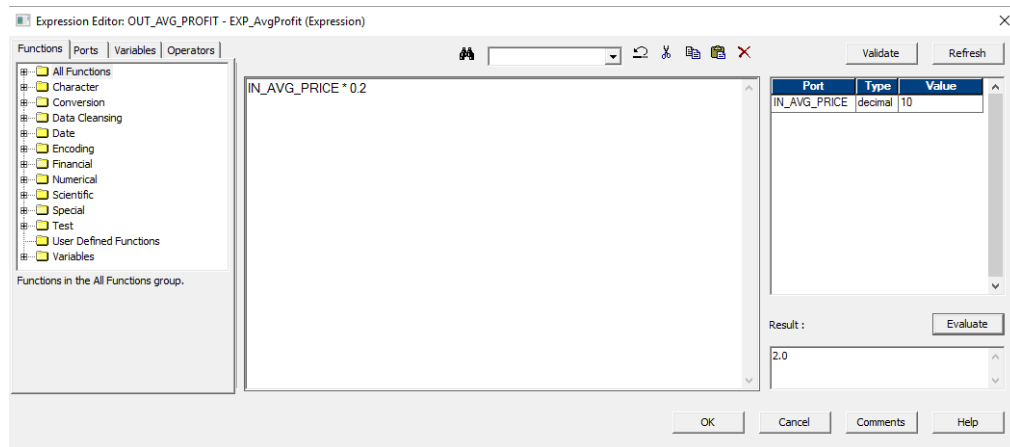 Expression Editor: OUT_AVG_PROFIT - EXP_AvgProfit (Expression)
Functions Ports Variables Operators
Validate Refresh
All Functions
Character
Conversion
Data Cleansing
Date
Encoding
Financial
Numerical
Scientific
Special
Test
User Defined Functions
Variables
Functions in the All Functions group.
IN_AVG_PRICE * 0.2
Port Type Value
IN_AVG_PRICE decimal 10
Result :
Evaluate
2.0
OK Cancel Comments Help